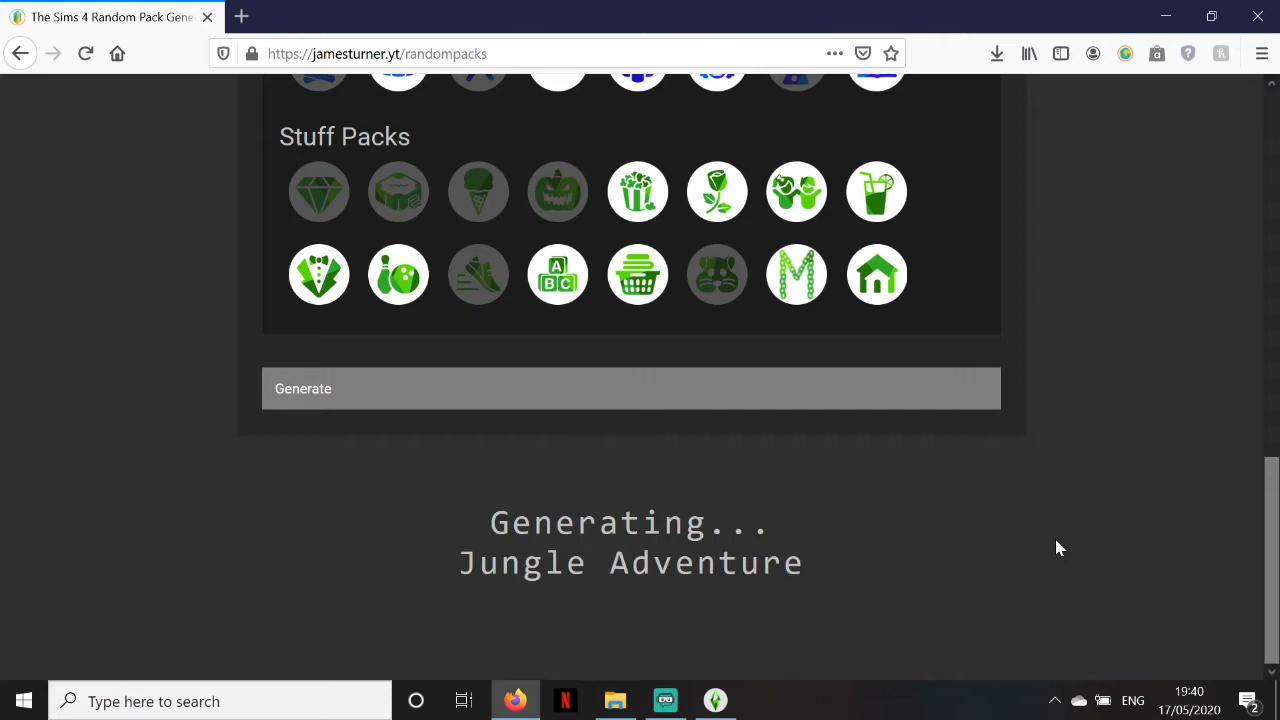 The Sims 4 Random Pack Gene
https://jamesturner.yt/randompacks
Stuff Packs
A
B C
M
Generate
Generating...
Jungle Adventure
Type here to search
ENG
19:40
17/05/2020
2